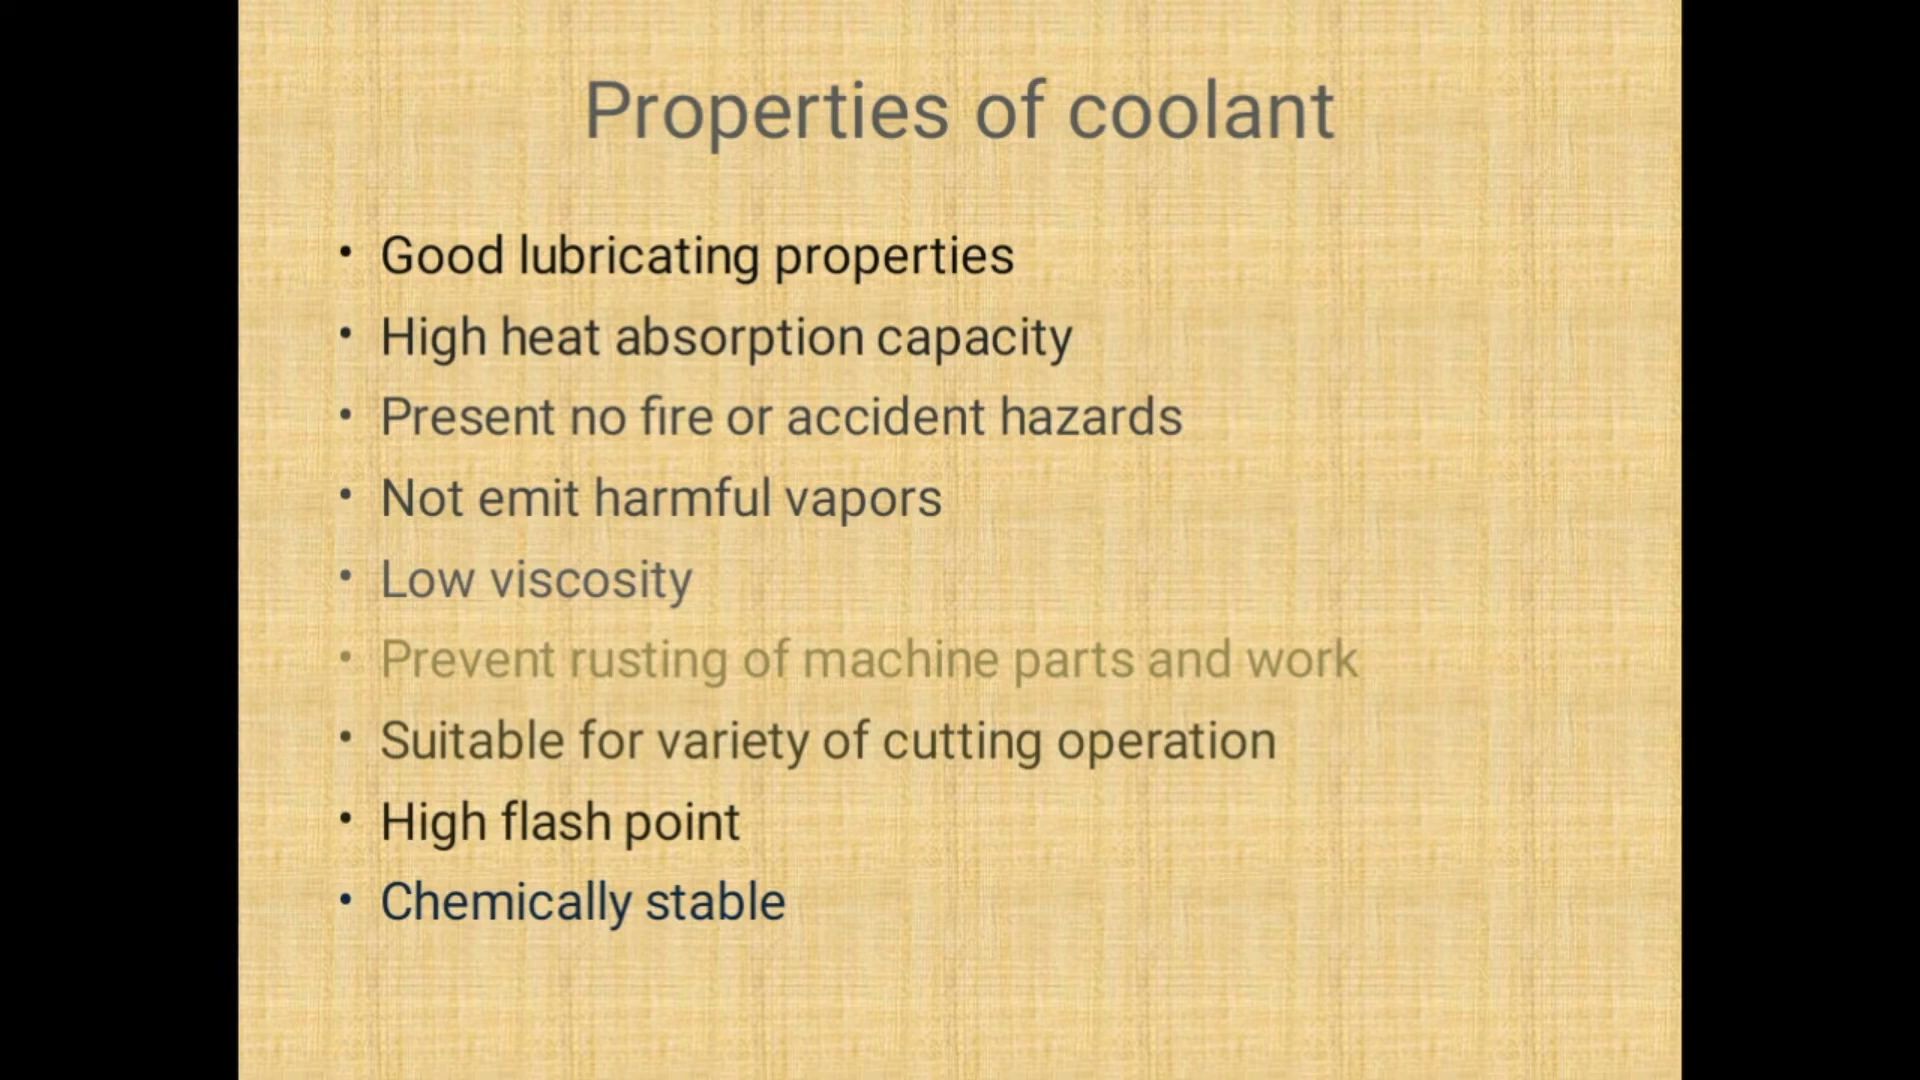 Properties of coolant
• Good lubricating properties
• High heat absorption capacity
• Present no fire or accident hazards
• Not emit harmful vapors
• Low viscosity
• Prevent rusting of machine parts and work
• Suitable for variety of cutting operation
• High flash point
• Chemically stable